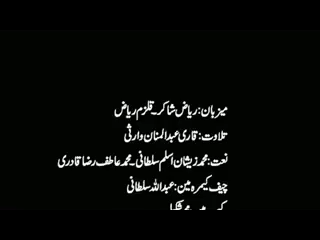 میزبان: ریاض شاکر۔ قلزم ریاض
تلاوت: قاری عبدالمنان وارثی
نعت: محمد زیشان اسلم سلطانی۔ محمد عاطف رضا قادری
چیف کیمرہ مین: عبداللہ سلطانی